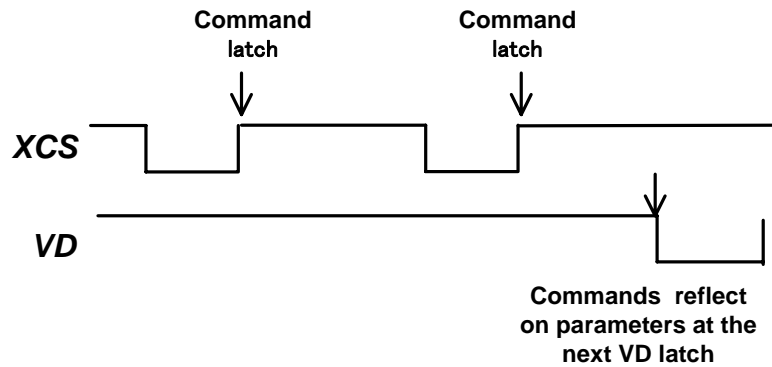 Command
latch
Command
latch
XCS
VD
Commands reflect
on parameters at the
next VD latch